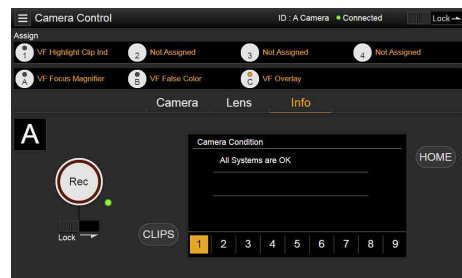 Camera Control ID : A Camera Connected Lock
Assign
1 VF Highlight Clip Ind 2 Not Assigned 3 Not Assigned 4 Not Assigned
A VF Focus Magnifier B VF False Color C VF Overlay
Camera Lens Info
A
Camera Condition
All Systems are OK
HOME
Rec
Lock
CLIPS
1 2 3 4 5 6 7 8 9